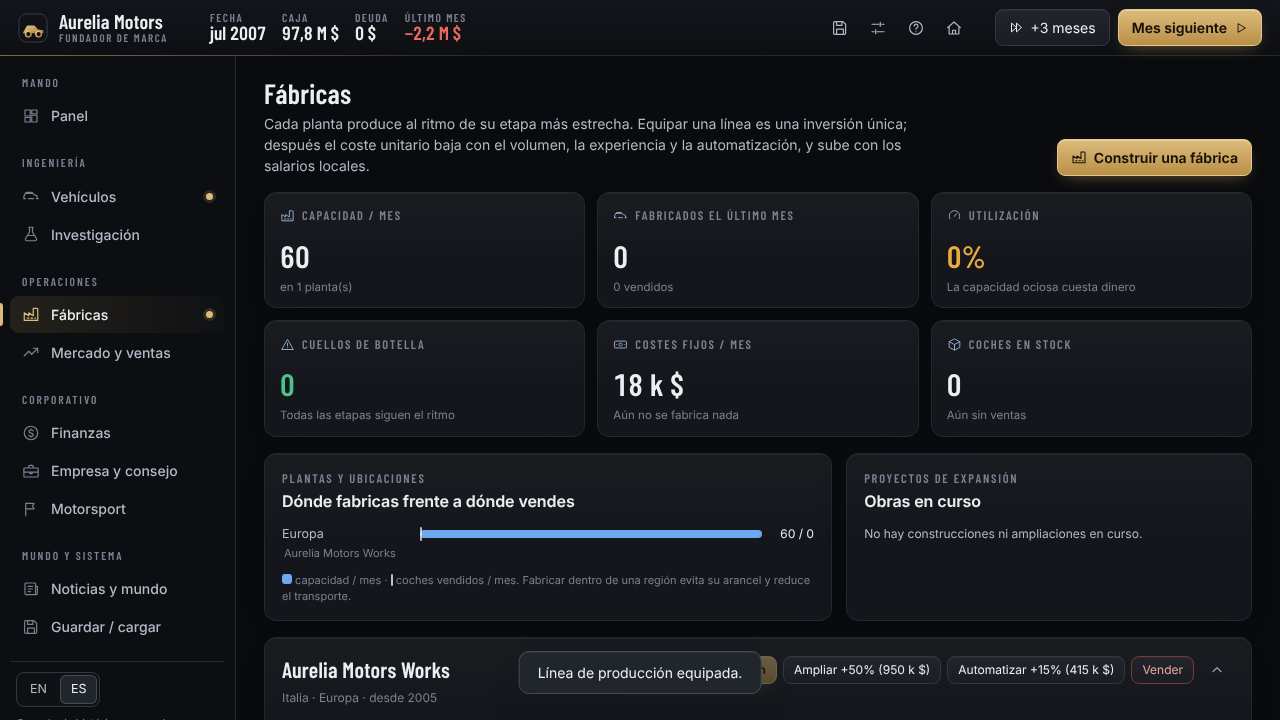 Aurelia Motors
FUNDADOR DE MARCA
FECHA
jul 2007
CAJA
97,8 M $
DEUDA
0 $
ÚLTIMO MES
−2,2 M $
+3 meses
Mes siguiente
MANDO
Panel
INGENIERÍA
Vehículos
Investigación
OPERACIONES
Fábricas
Mercado y ventas
CORPORATIVO
Finanzas
Empresa y consejo
Motorsport
MUNDO Y SISTEMA
Noticias y mundo
Guardar / cargar
EN
ES
Fábricas
Cada planta produce al ritmo de su etapa más estrecha. Equipar una línea es una inversión única;
después el coste unitario baja con el volumen, la experiencia y la automatización, y sube con los
salarios locales.
Construir una fábrica
CAPACIDAD / MES
60
en 1 planta(s)
FABRICADOS EL ÚLTIMO MES
0
0 vendidos
UTILIZACIÓN
0%
La capacidad ociosa cuesta dinero
CUELLOS DE BOTELLA
0
Todas las etapas siguen el ritmo
COSTES FIJOS / MES
18 k $
Aún no se fabrica nada
COCHES EN STOCK
0
Aún sin ventas
PLANTAS Y UBICACIONES
Dónde fabricas frente a dónde vendes
Europa
60 / 0
Aurelia Motors Works
capacidad / mes · coches vendidos / mes. Fabricar dentro de una región evita su arancel y reduce
el transporte.
PROYECTOS DE EXPANSIÓN
Obras en curso
No hay construcciones ni ampliaciones en curso.
Aurelia Motors Works
Italia · Europa · desde 2005
Línea de producción equipada.
Ampliar +50% (950 k $)
Automatizar +15% (415 k $)
Vender